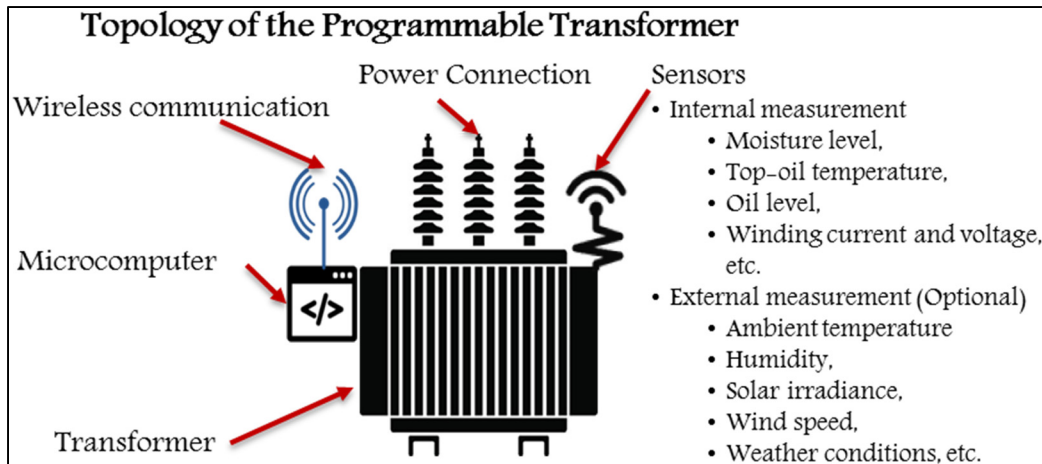 Topology of the Programmable Transformer
Power Connection
Sensors
Wireless communication
• Internal measurement
• Moisture level,
• Top-oil temperature,
• Oil level,
• Winding current and voltage,
etc.
Microcomputer
</>
• External measurement (Optional)
• Ambient temperature
• Humidity,
• Solar irradiance,
• Wind speed,
• Weather conditions, etc.
Transformer